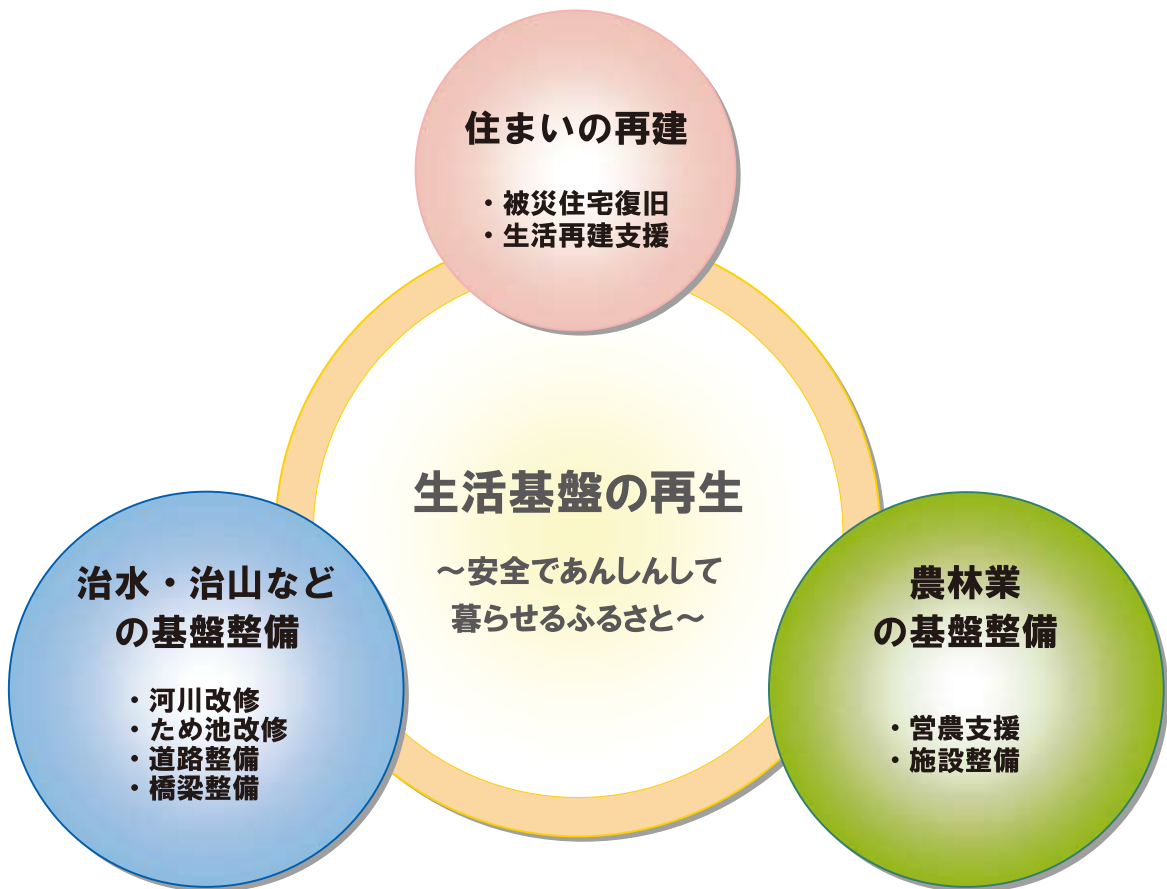 住まいの再建
・被災住宅復旧
・生活再建支援
生活基盤の再生
～安全であんしんして
暮らせるふるさと～
治水・治山など
の基盤整備
・河川改修
・ため池改修
・道路整備
・橋梁整備
農林業
の基盤整備
・営農支援
・施設整備